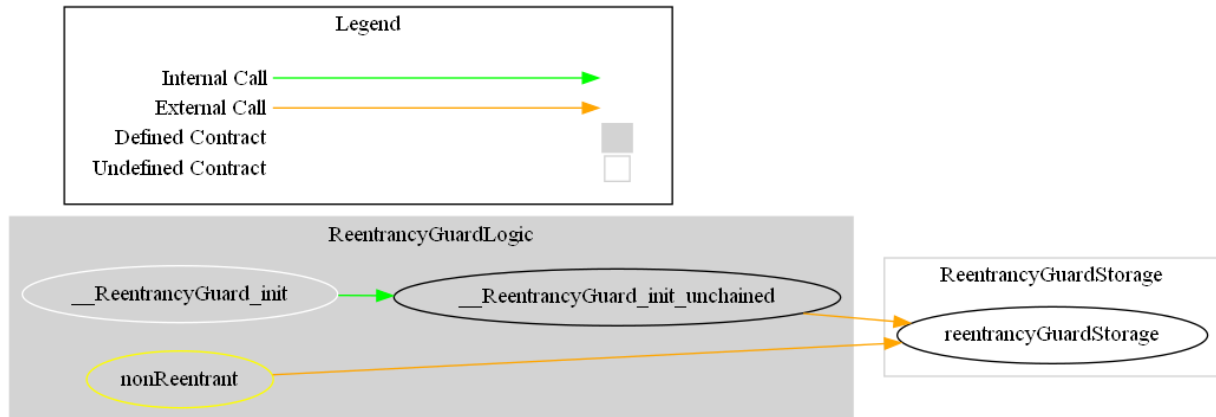 Legend
Internal Call
External Call
Defined Contract
Undefined Contract
ReentrancyGuardLogic
__ReentrancyGuard_init
__ReentrancyGuard_init_unchained
nonReentrant
ReentrancyGuardStorage
reentrancyGuardStorage